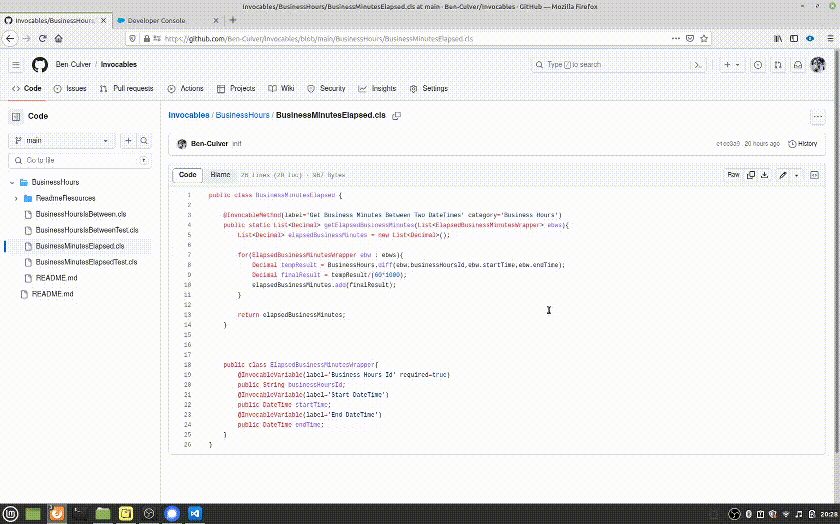 Invocables/BusinessHours/BusinessMinutesElapsed.cls at main · Ben-Culver/Invocables · GitHub — Mozilla Firefox
Invocables/BusinessHours
Developer Console
https://github.com/Ben-Culver/Invocables/blob/main/BusinessHours/BusinessMinutesElapsed.cls
Ben Culver / Invocables
Type / to search
Code
Issues
Pull requests
Actions
Projects
Wiki
Security
Insights
Settings
Code
main
Go to file
t
BusinessHours
ReadmeResources
BusinessHoursIsBetween.cls
BusinessHoursIsBetweenTest.cls
BusinessMinutesElapsed.cls
BusinessMinutesElapsedTest.cls
README.md
README.md
Invocables / BusinessHours / BusinessMinutesElapsed.cls
Ben-Culver init
20 hours ago
History
Code
Blame
26 lines (20 loc) · 967 Bytes
Raw
1 public class BusinessMinutesElapsed {
2
3 @InvocableMethod(label='Get Business Minutes Between Two DateTimes' category='Business Hours')
4 public static List<Decimal> getElapsedBusinessMinutes(List<ElapsedBusinessMinutesWrapper> ebws){
5 List<Decimal> elapsedBusinessMinutes = new List<Decimal>();
6
7 for(ElapsedBusinessMinutesWrapper ebw : ebws){
8 Decimal tempResult = BusinessHours.diff(ebw.businessHoursId,ebw.startTime,ebw.endTime);
9 Decimal finalResult = tempResult/(60*1000);
10 elapsedBusinessMinutes.add(finalResult);
11 }
12
13 return elapsedBusinessMinutes;
14 }
15
16
17
18 public class ElapsedBusinessMinutesWrapper{
19 @InvocableVariable(label='Business Hours Id' required=true)
20 public String businessHoursId;
21 @InvocableVariable(label='Start DateTime')
22 public DateTime startTime;
23 @InvocableVariable(label='End DateTime')
24 public DateTime endTime;
25 }
26 }
20:28